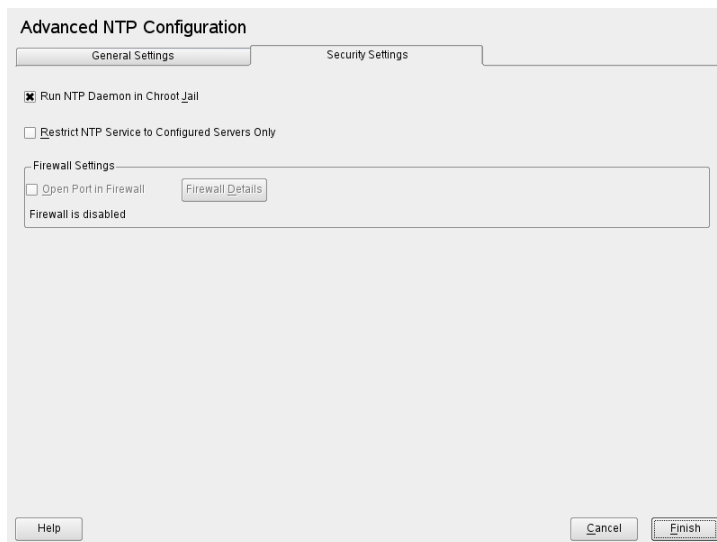 Advanced NTP Configuration
General Settings
Security Settings
Run NTP Daemon in Chroot Jail
Restrict NTP Service to Configured Servers Only
Firewall Settings
Open Port in Firewall
Firewall Details
Firewall is disabled
Help
Cancel
Finish